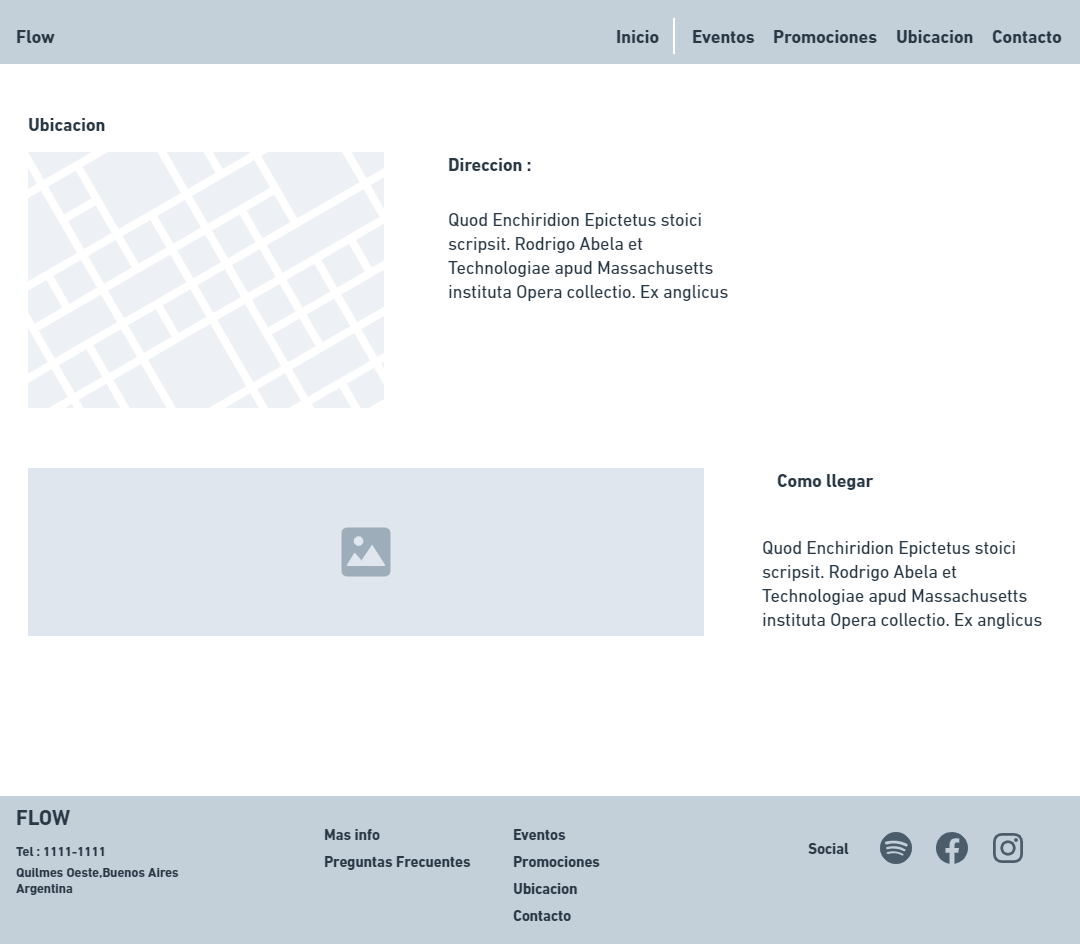 Flow
Inicio
Eventos
Promociones
Ubicacion
Contacto
Ubicacion
Direccion :
Quod Enchiridion Epictetus stoici
scripsit. Rodrigo Abela et
Technologiae apud Massachusetts
instituta Opera collectio. Ex anglicus
Como llegar
Quod Enchiridion Epictetus stoici
scripsit. Rodrigo Abela et
Technologiae apud Massachusetts
instituta Opera collectio. Ex anglicus
FLOW
Tel : 1111-1111
Quilmes Oeste,Buenos Aires
Argentina
Mas info
Preguntas Frecuentes
Eventos
Promociones
Ubicacion
Contacto
Social